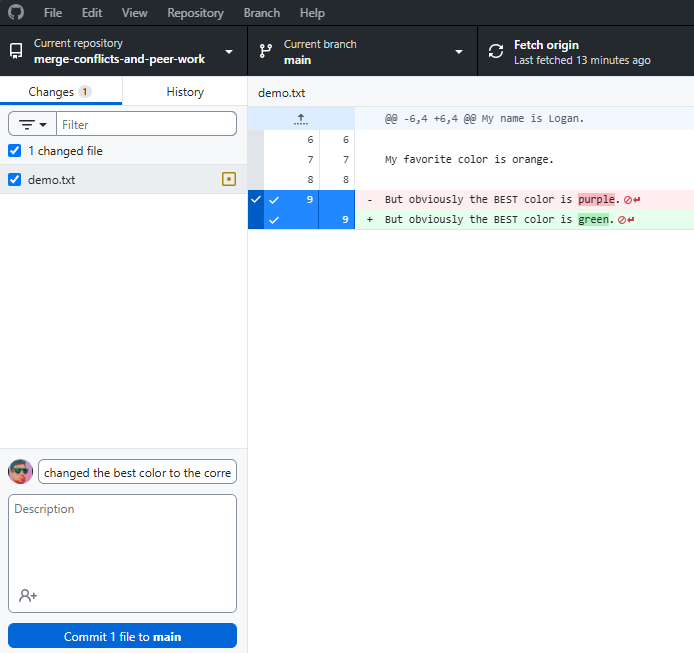 File Edit View Repository Branch Help
Current repository
merge-conflicts-and-peer-work
Current branch
main
Fetch origin
Last fetched 13 minutes ago
Changes 1
History
demo.txt
Filter
1 changed file
demo.txt
@@ -6,4 +6,4 @@ My name is Logan.
6 6
7 7 My favorite color is orange.
8 8
9 - But obviously the BEST color is purple.
9 + But obviously the BEST color is green.
changed the best color to the corre
Description
Commit 1 file to main